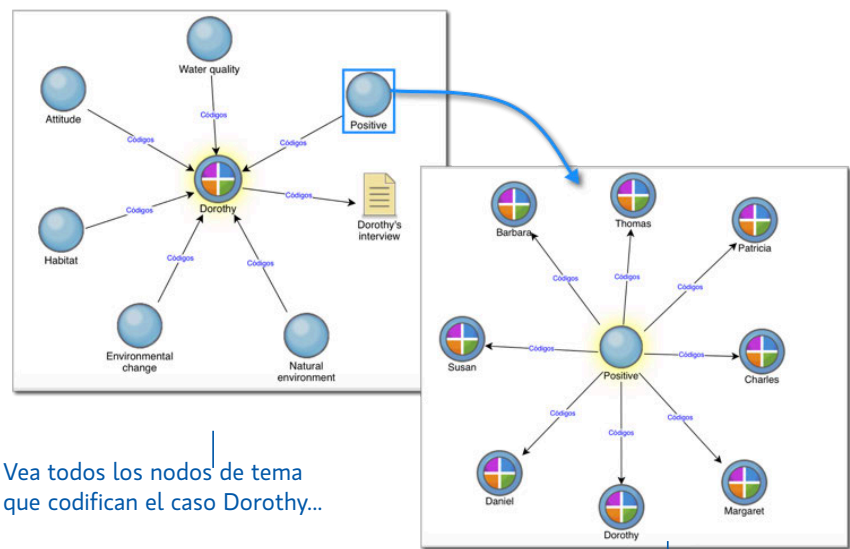 Water quality
Attitude
Positive
Códigos
Códigos
Códigos
Dorothy
Códigos
Dorothy's
interview
Códigos
Habitat
Códigos
Códigos
Environmental
change
Natural
environment
Barbara
Thomas
Patricia
Códigos
Códigos
Códigos
Susan
Códigos
Positive
Códigos
Charles
Códigos
Códigos
Códigos
Daniel
Dorothy
Margaret
Vea todos los nodos de tema
que codifican el caso Dorothy...